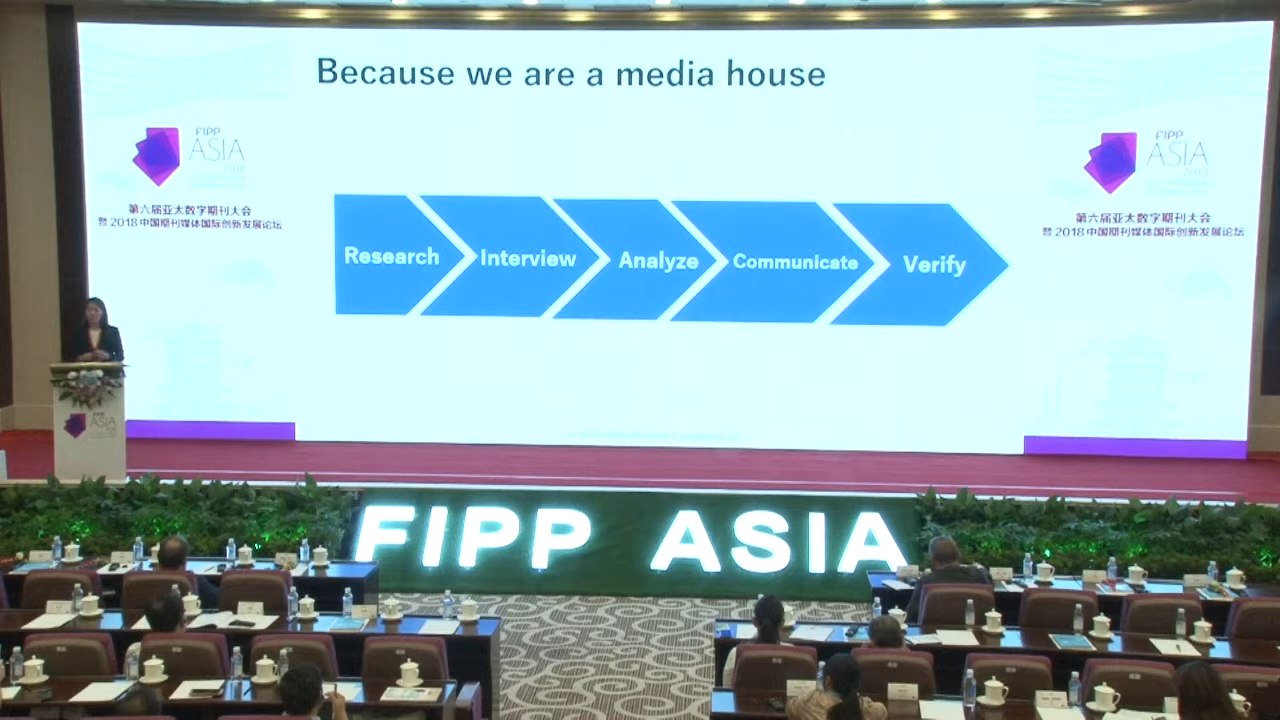 Because we are a media house
FIPP
ASIA
2018
第六届亚太数字期刊大会
暨 2018 中国期刊媒体国际创新发展论坛
Research
Interview
Analyze
Communicate
Verify
FIPP
ASIA
2018
第六届亚太数字期刊大会
暨 2018 中国期刊媒体国际创新发展论坛
FIPP
ASIA
FIPP ASIA